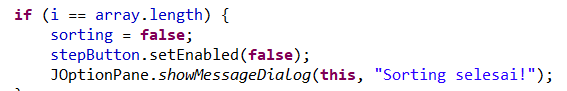 if (i == array.length) {
    sorting = false;
    stepButton.setEnabled(false);
    JOptionPane.showMessageDialog(this, "Sorting selesai!");
}